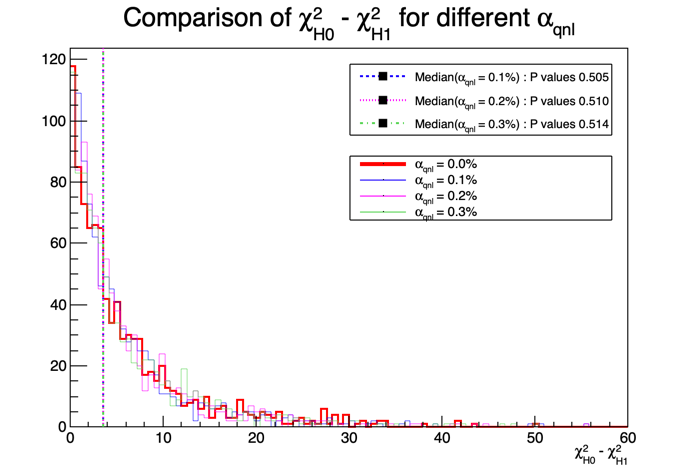 Comparison of χ²H0 - χ²H1 for different αqnl
120
100
80
60
40
20
0
Median(αqnl = 0.1%) : P values 0.505
Median(αqnl = 0.2%) : P values 0.510
Median(αqnl = 0.3%) : P values 0.514
αqnl = 0.0%
αqnl = 0.1%
αqnl = 0.2%
αqnl = 0.3%
0 10 20 30 40 50 60
χ²H0 - χ²H1